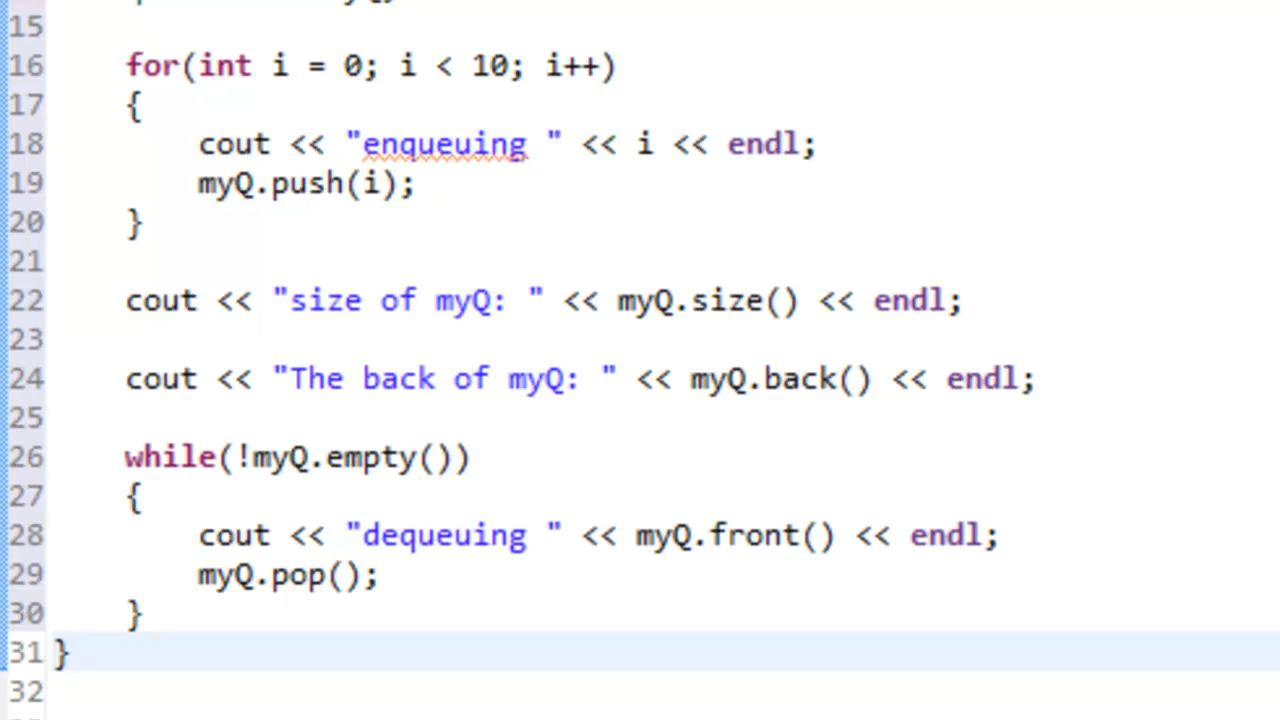 15
16 for(int i = 0; i < 10; i++)
17 {
18 cout << "enqueuing " << i << endl;
19 myQ.push(i);
20 }
21
22 cout << "size of myQ: " << myQ.size() << endl;
23
24 cout << "The back of myQ: " << myQ.back() << endl;
25
26 while(!myQ.empty())
27 {
28 cout << "dequeuing " << myQ.front() << endl;
29 myQ.pop();
30 }
31 }
32